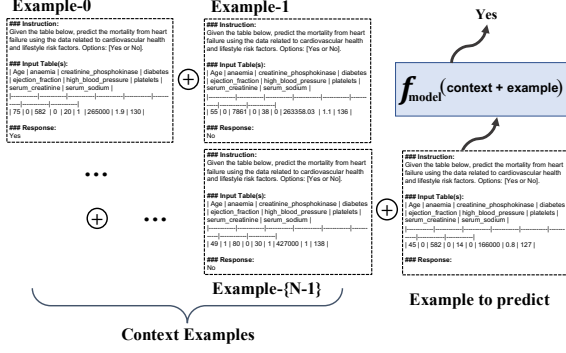 Example-0
### Instruction:
Given the table below, predict the mortality from heart
failure using the data related to cardiovascular health
and lifestyle risk factors. Options: [Yes or No].
### Input Table(s):
| Age | anaemia | creatinine_phosphokinase | diabetes
| ejection_fraction | high_blood_pressure | platelets |
serum_creatinine | serum_sodium |
| 75 | 0 | 582 | 0 | 20 | 1 | 265000 | 1.9 | 130 |
### Response:
Yes
Example-1
### Instruction:
Given the table below, predict the mortality from heart
failure using the data related to cardiovascular health
and lifestyle risk factors. Options: [Yes or No].
### Input Table(s):
| Age | anaemia | creatinine_phosphokinase | diabetes
| ejection_fraction | high_blood_pressure | platelets |
serum_creatinine | serum_sodium |
| 55 | 0 | 7861 | 0 | 38 | 0 | 263358.03 | 1.1 | 136 |
### Response:
No
...
...
### Instruction:
Given the table below, predict the mortality from heart
failure using the data related to cardiovascular health
and lifestyle risk factors. Options: [Yes or No].
### Input Table(s):
| Age | anaemia | creatinine_phosphokinase | diabetes
| ejection_fraction | high_blood_pressure | platelets |
serum_creatinine | serum_sodium |
| 49 | 1 | 80 | 0 | 30 | 1 | 427000 | 1 | 138 |
### Response:
No
Example-{N-1}
Context Examples
Yes
f model (context + example)
### Instruction:
Given the table below, predict the mortality from heart
failure using the data related to cardiovascular health
and lifestyle risk factors. Options: [Yes or No].
### Input Table(s):
| Age | anaemia | creatinine_phosphokinase | diabetes
| ejection_fraction | high_blood_pressure | platelets |
serum_creatinine | serum_sodium |
| 45 | 0 | 582 | 0 | 14 | 0 | 166000 | 0.8 | 127 |
### Response:
Example to predict